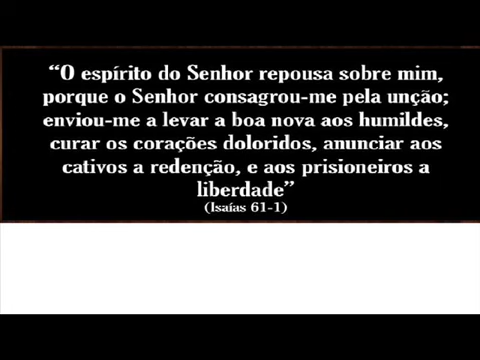 “O espírito do Senhor repousa sobre mim,
porque o Senhor consagrou-me pela unção;
enviou-me a levar a boa nova aos humildes,
curar os corações doloridos, anunciar aos
cativos a redenção, e aos prisioneiros a
liberdade”
(Isaías 61-1)